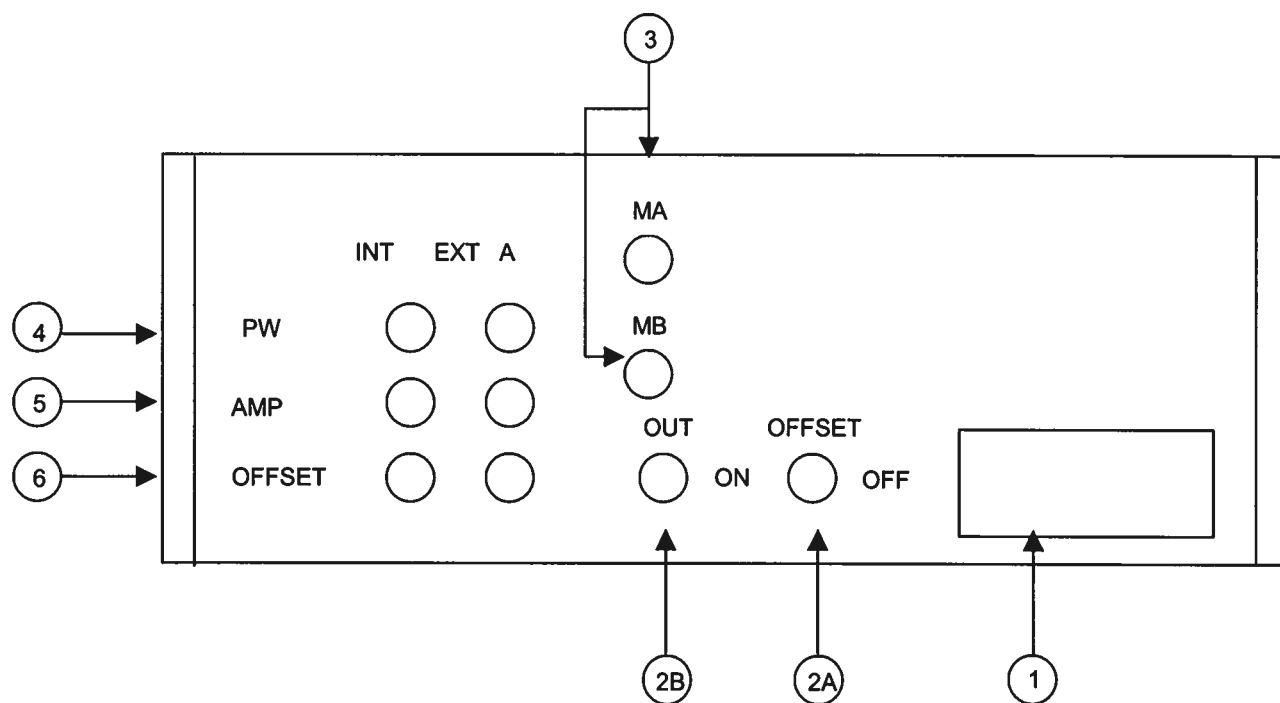 3
MA
INT EXT A
4 PW MB
5 AMP
OUT OFFSET
6 OFFSET ON OFF
2B 2A 1